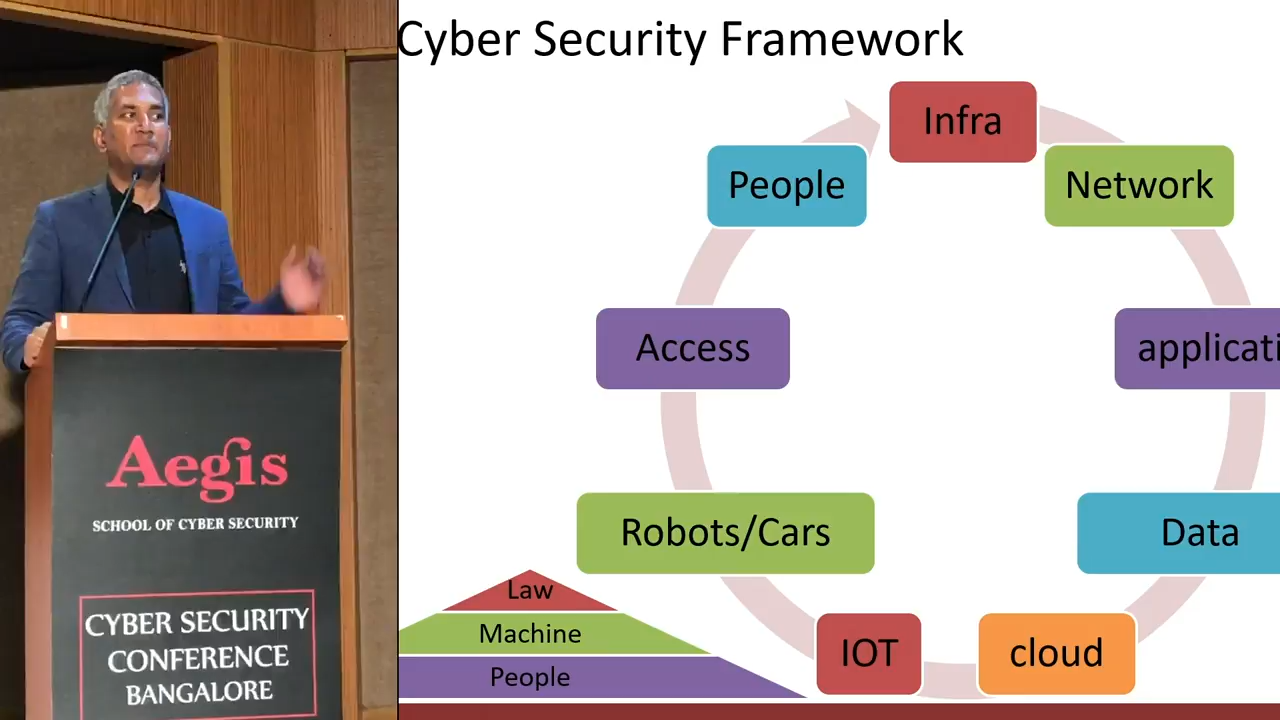 Cyber Security Framework
Infra
People
Network
Access
applicati
Robots/Cars
Data
IOT
cloud
Law
Machine
People
Aegis
SCHOOL OF CYBER SECURITY
CYBER SECURITY
CONFERENCE
BANGALORE